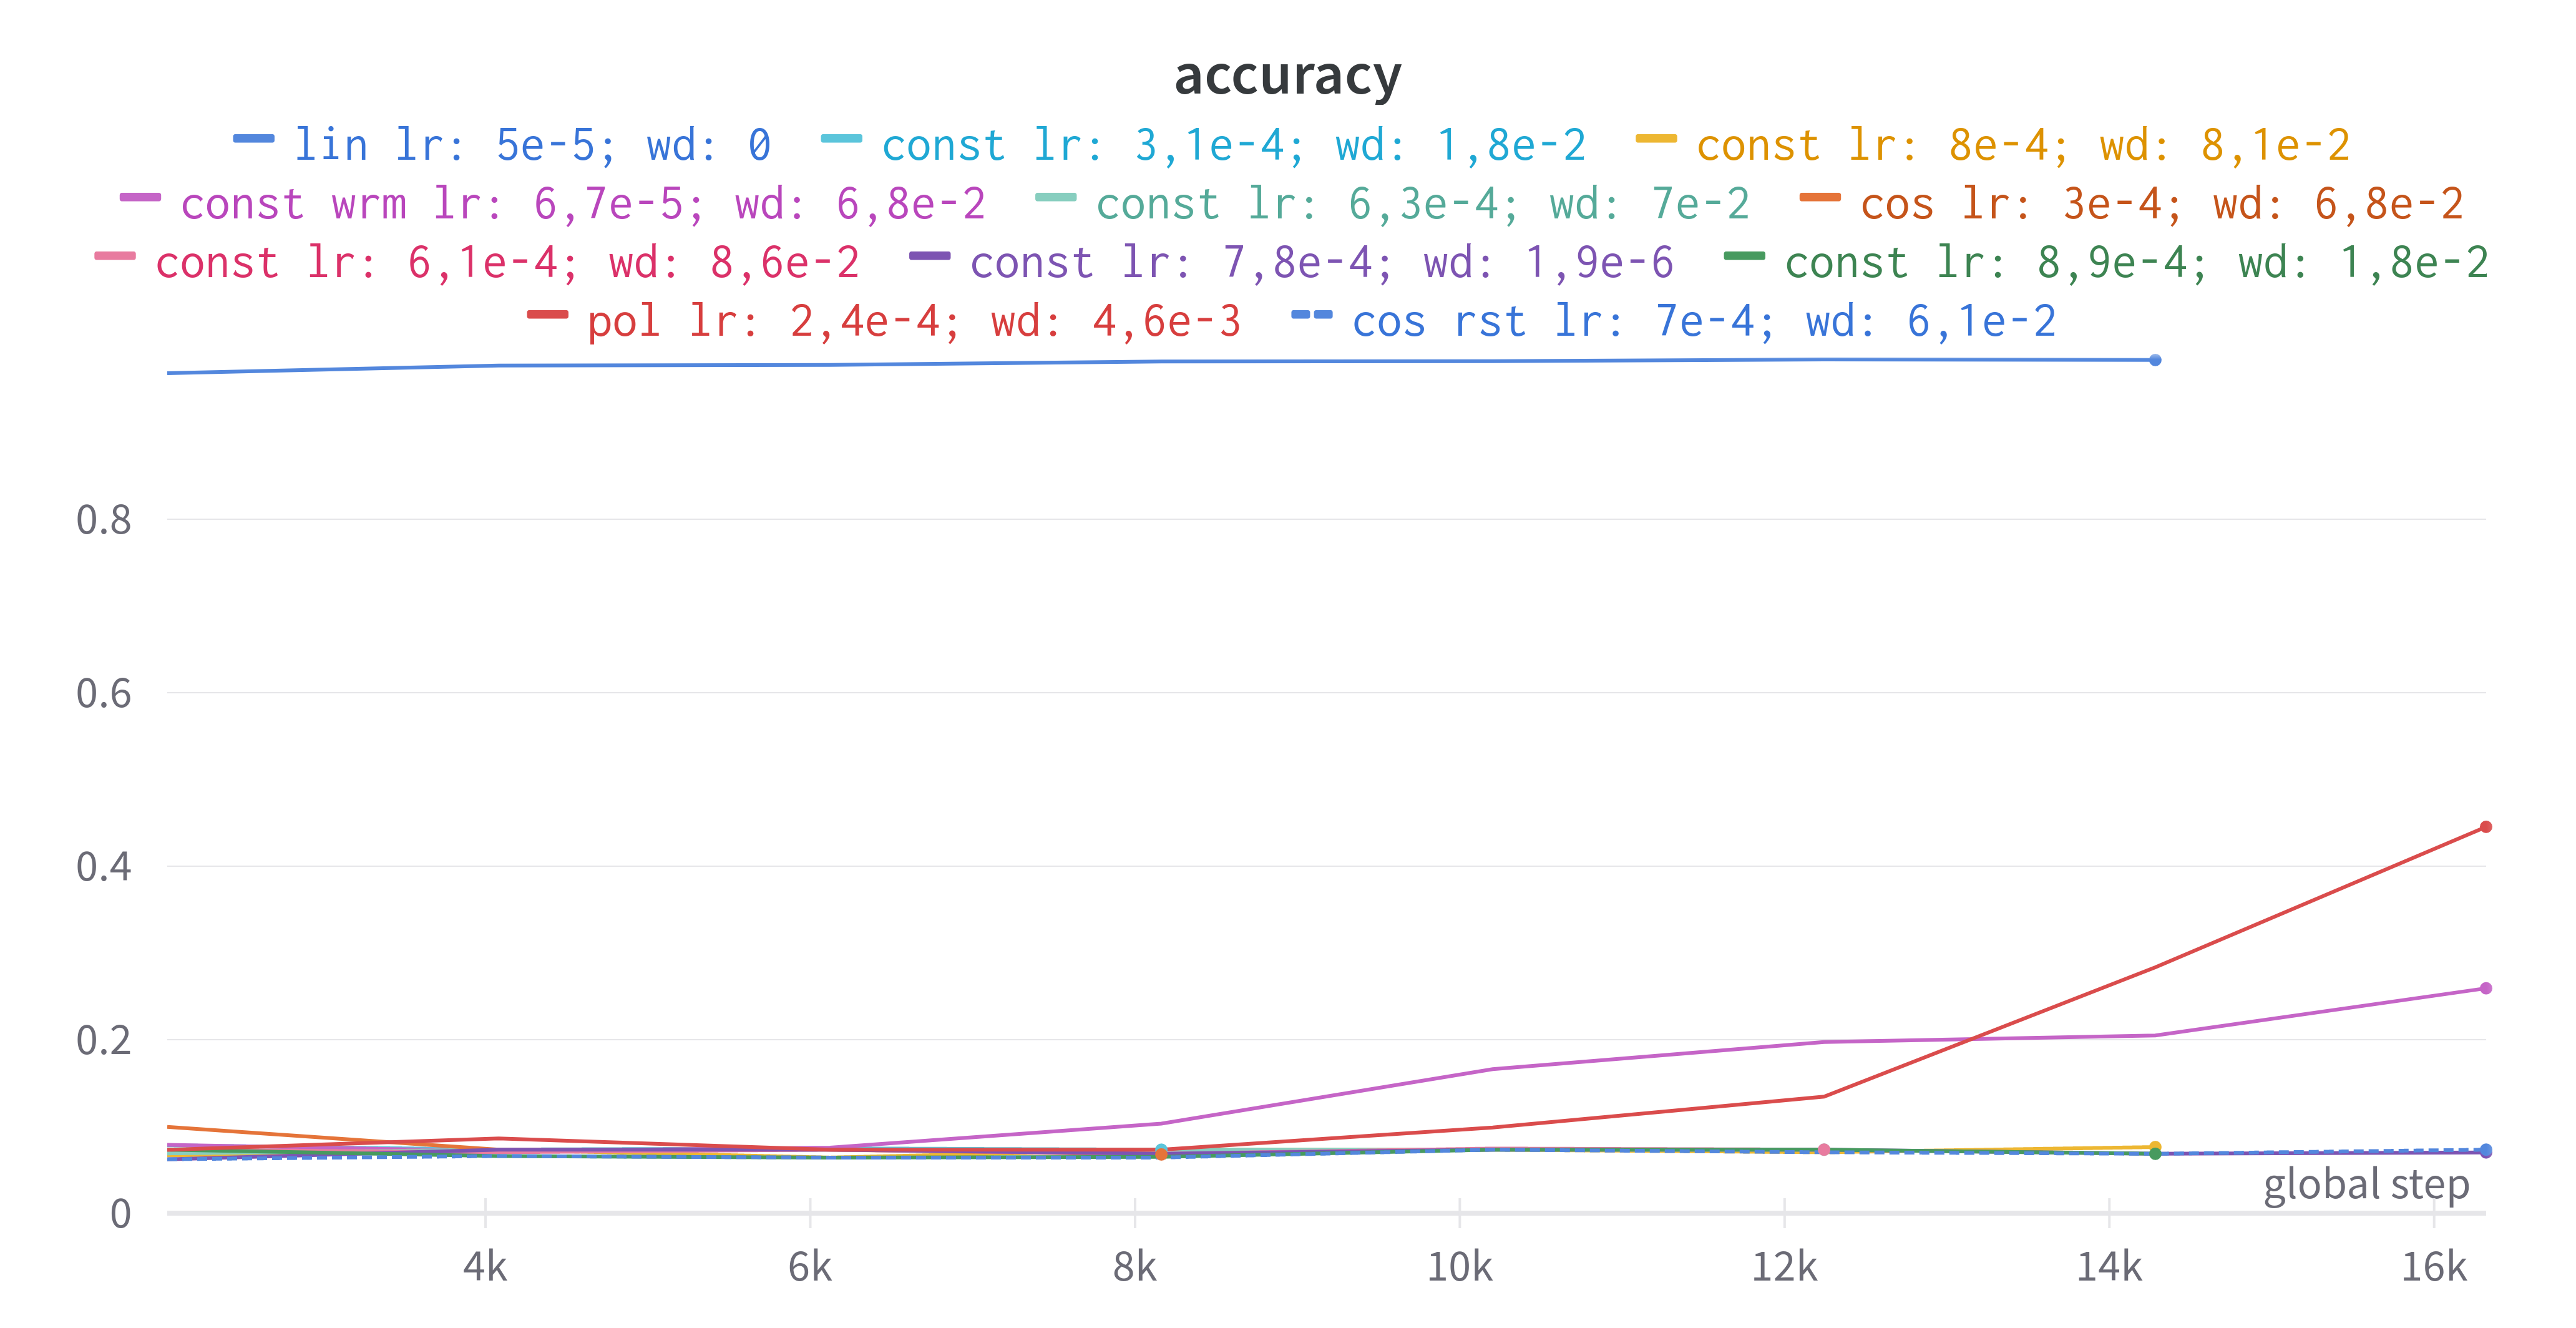 accuracy
lin lr: 5e-5; wd: 0 const lr: 3,1e-4; wd: 1,8e-2 const lr: 8e-4; wd: 8,1e-2
const wrm lr: 6,7e-5; wd: 6,8e-2 const lr: 6,3e-4; wd: 7e-2 cos lr: 3e-4; wd: 6,8e-2
const lr: 6,1e-4; wd: 8,6e-2 const lr: 7,8e-4; wd: 1,9e-6 const lr: 8,9e-4; wd: 1,8e-2
pol lr: 2,4e-4; wd: 4,6e-3 cos rst lr: 7e-4; wd: 6,1e-2
0.8
0.6
0.4
0.2
global step
0
4k 6k 8k 10k 12k 14k 16k